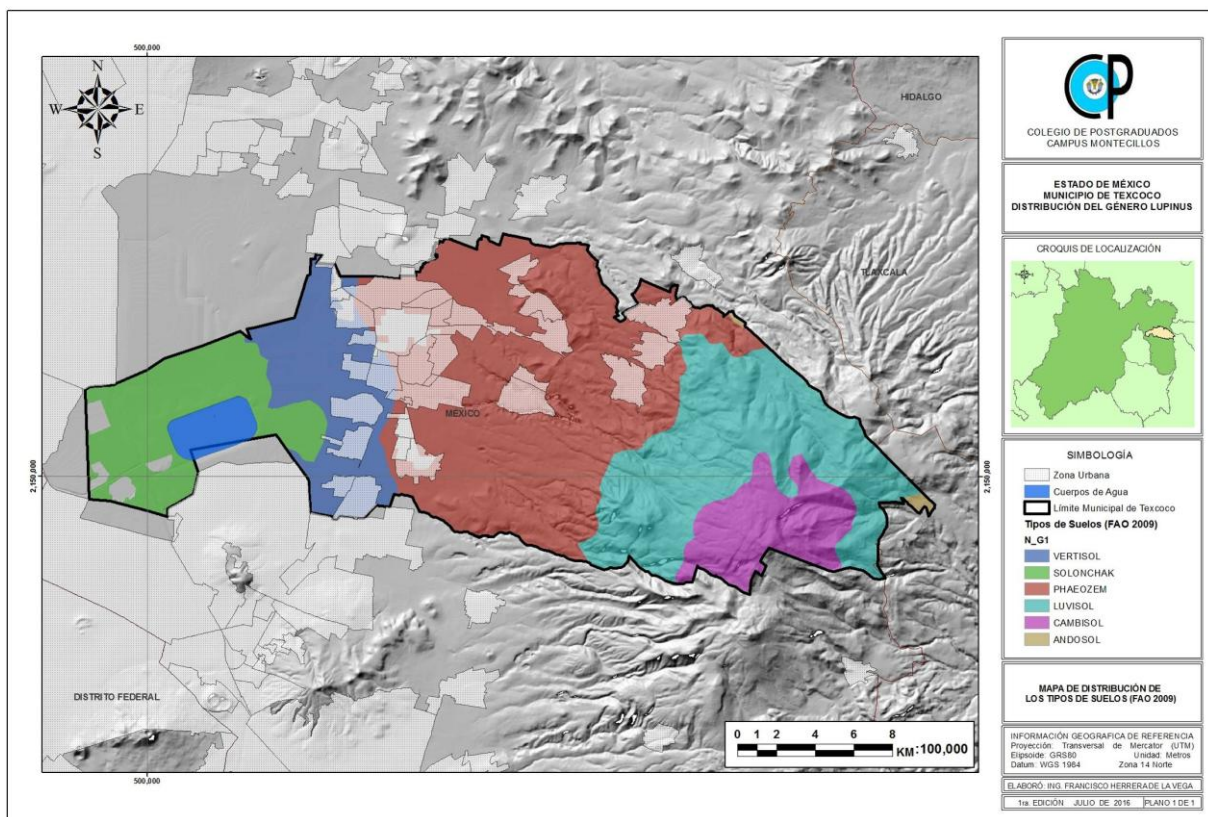 500,000
N
W E
S
HIDALGO
TLAXCALA
MÉXICO
2,150,000
2,150,000
DISTRITO FEDERAL
0 1 2 4 6 8
KM :100,000
500,000
CP
COLEGIO DE POSTGRADUADOS
CAMPUS MONTECILLOS
ESTADO DE MÉXICO
MUNICIPIO DE TEXCOCO
DISTRIBUCIÓN DEL GÉNERO LUPINUS
CROQUIS DE LOCALIZACIÓN
SIMBOLOGÍA
Zona Urbana
Cuerpos de Agua
Límite Municipal de Texcoco
Tipos de Suelos (FAO 2009)
N_G1
VERTISOL
SOLONCHAK
PHAEOZEM
LUVISOL
CAMBISOL
ANDOSOL
MAPA DE DISTRIBUCIÓN DE
LOS TIPOS DE SUELOS (FAO 2009)
INFORMACIÓN GEOGRAFICA DE REFERENCIA
Proyección: Transversal de Mercator (UTM)
Elipsoide: GRS80 Unidad: Metros
Datum: WGS 1984 Zona 14 Norte
ELABORÓ: ING. FRANCISCO HERRERA DE LA VEGA
1ra. EDICIÓN JULIO DE 2016 PLANO 1 DE 1